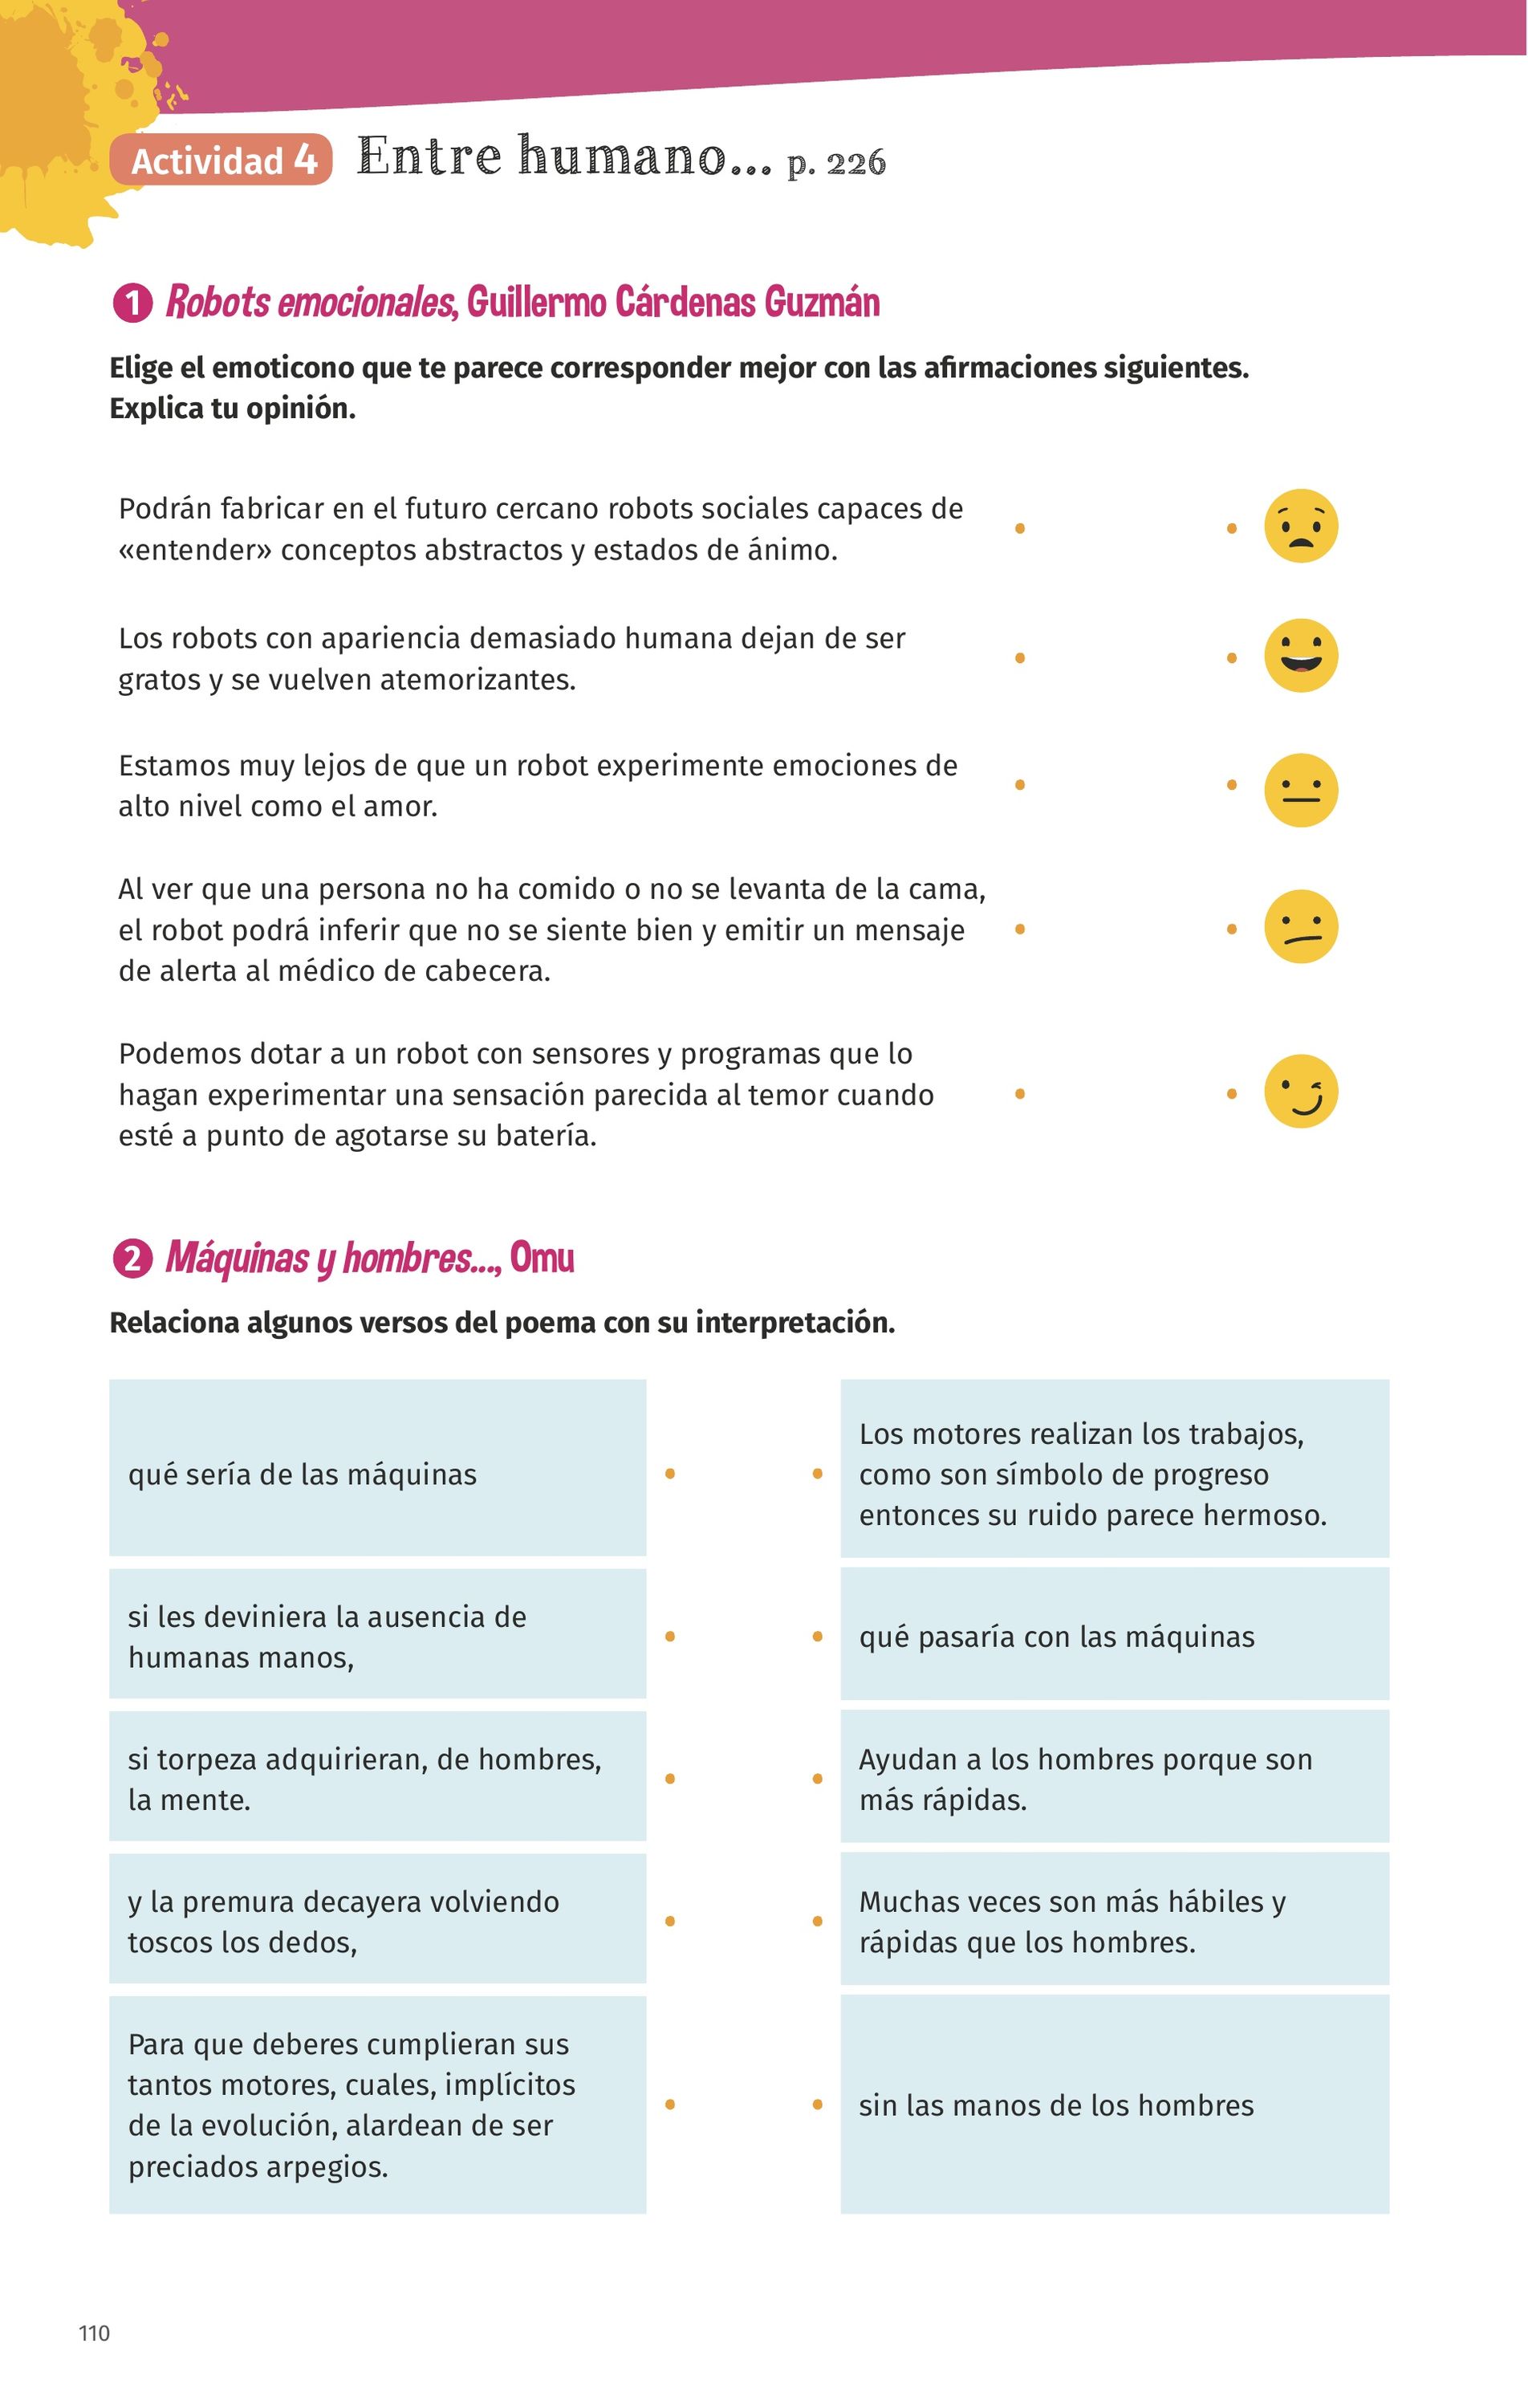 Actividad 4 Entre humano... p. 226
1 Robots emocionales, Guillermo Cárdenas Guzmán
Elige el emoticono que te parece corresponder mejor con las afirmaciones siguientes.
Explica tu opinión.
Podrán fabricar en el futuro cercano robots sociales capaces de
«entender» conceptos abstractos y estados de ánimo.
Los robots con apariencia demasiado humana dejan de ser
gratos y se vuelven atemorizantes.
Estamos muy lejos de que un robot experimente emociones de
alto nivel como el amor.
Al ver que una persona no ha comido o no se levanta de la cama,
el robot podrá inferir que no se siente bien y emitir un mensaje
de alerta al médico de cabecera.
Podemos dotar a un robot con sensores y programas que lo
hagan experimentar una sensación parecida al temor cuando
esté a punto de agotarse su batería.
2 Máquinas y hombres..., Omu
Relaciona algunos versos del poema con su interpretación.
qué sería de las máquinas
Los motores realizan los trabajos,
como son símbolo de progreso
entonces su ruido parece hermoso.
si les deviniera la ausencia de
humanas manos,
qué pasaría con las máquinas
si torpeza adquirieran, de hombres,
la mente.
Ayudan a los hombres porque son
más rápidas.
y la premura decayera volviendo
toscos los dedos,
Muchas veces son más hábiles y
rápidas que los hombres.
Para que deberes cumplieran sus
tantos motores, cuales, implícitos
de la evolución, alardean de ser
preciados arpegios.
sin las manos de los hombres
110